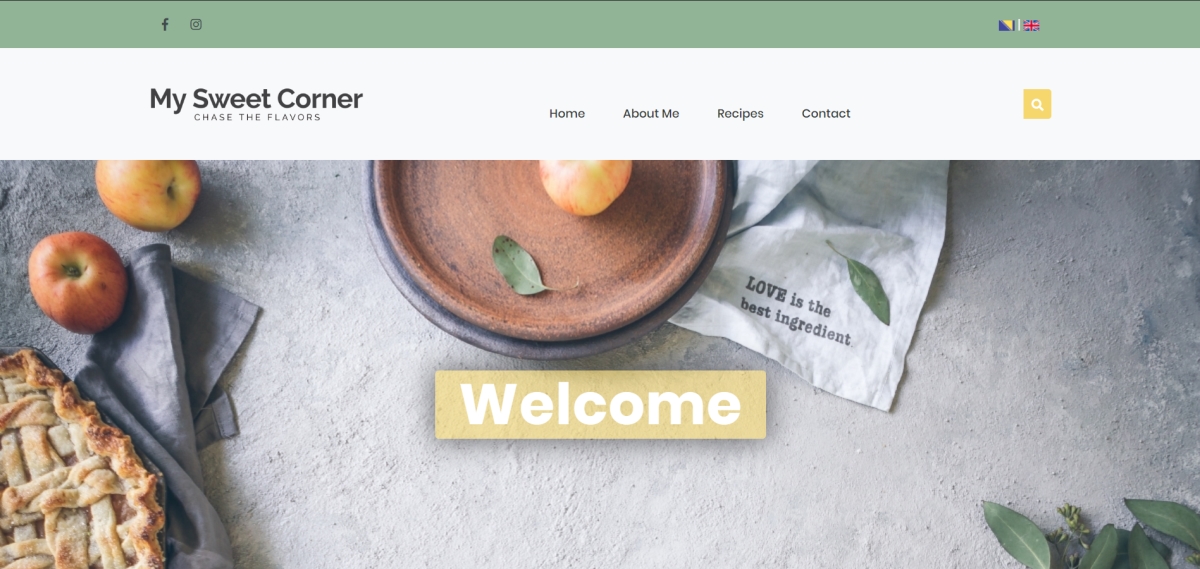 My Sweet Corner
CHASE THE FLAVORS
Home About Me Recipes Contact
LOVE is the
best ingredient
Welcome